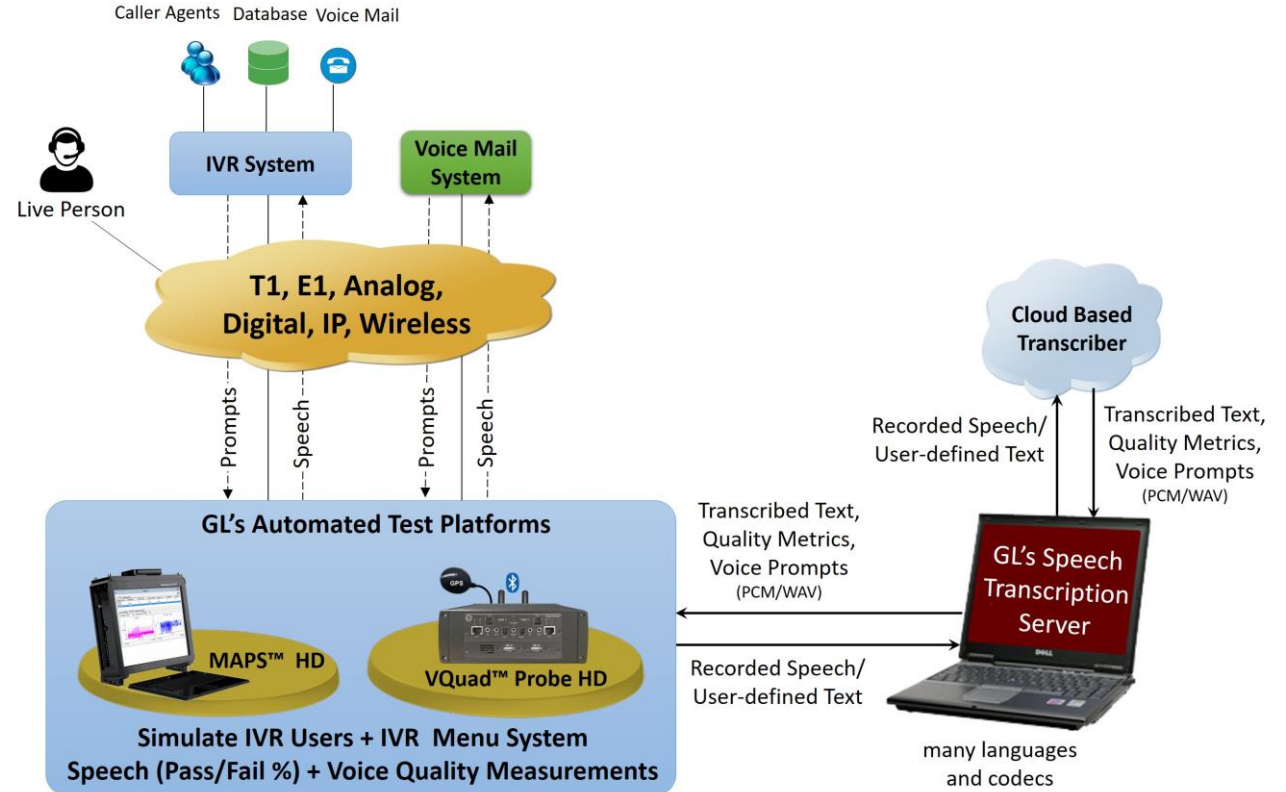 Caller Agents
Database
Voice Mail
IVR System
Voice Mail
System
Live Person
T1, E1, Analog,
Digital, IP, Wireless
Prompts
Speech
Prompts
Speech
Cloud Based
Transcriber
Recorded Speech/
User-defined Text
Transcribed Text,
Quality Metrics,
Voice Prompts
(PCM/WAV)
GL's Automated Test Platforms
GPS
MAPS™ HD
VQuad™ Probe HD
Simulate IVR Users + IVR Menu System
Speech (Pass/Fail %) + Voice Quality Measurements
Transcribed Text,
Quality Metrics,
Voice Prompts
(PCM/WAV)
Recorded Speech/
User-defined Text
GL's Speech
Transcription
Server
DELL
many languages
and codecs